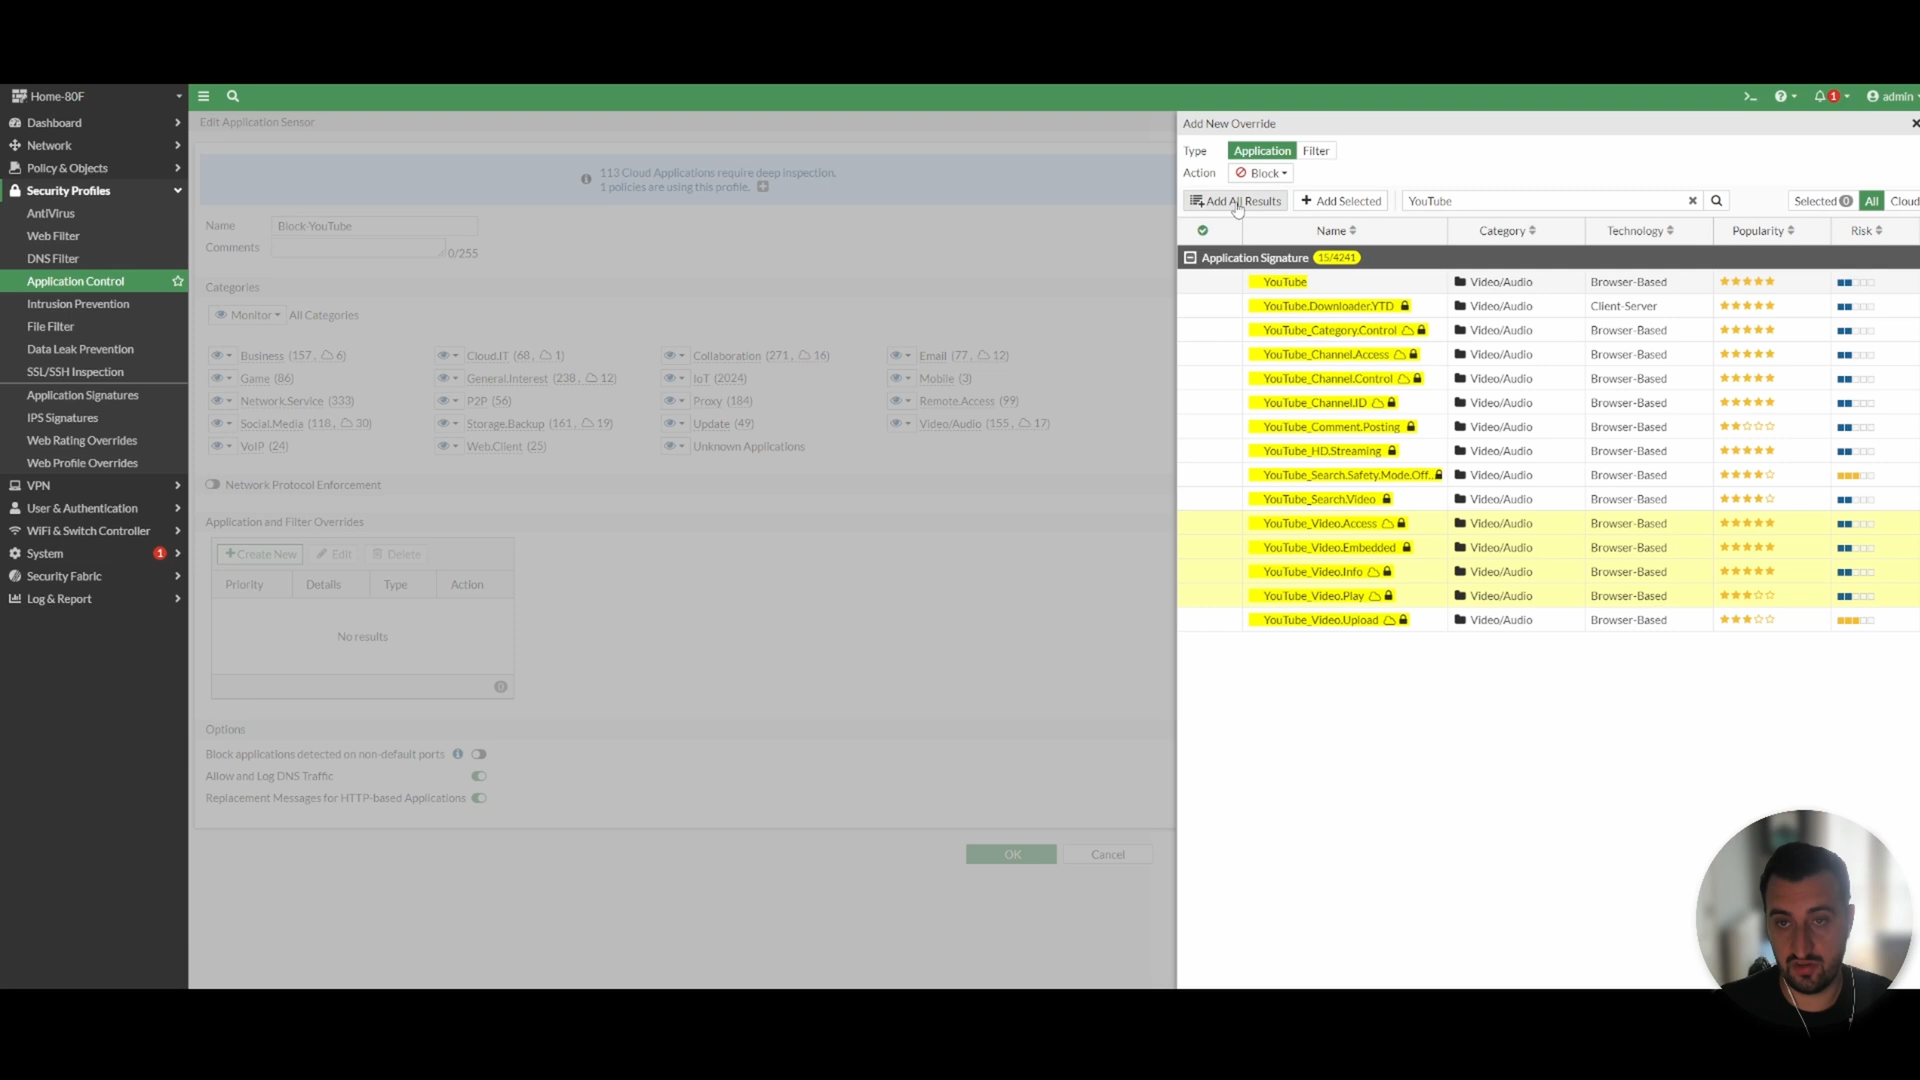 Home-80F
admin
Dashboard
Network
Policy & Objects
Security Profiles
AntiVirus
Web Filter
DNS Filter
Application Control
Intrusion Prevention
File Filter
Data Leak Prevention
SSL/SSH Inspection
Application Signatures
IPS Signatures
Web Rating Overrides
Web Profile Overrides
VPN
User & Authentication
WiFi & Switch Controller
System 1
Security Fabric
Log & Report
1
Edit Application Sensor
113 Cloud Applications require deep inspection.
1 policies are using this profile.
Name Block-YouTube
Comments 0/255
Categories
Monitor All Categories
Business (157, 6) Cloud.IT (68, 1) Collaboration (271, 16) Email (77, 12)
Game (86) General.Interest (238, 12) IoT (2024) Mobile (3)
Network.Service (333) P2P (56) Proxy (184) Remote.Access (99)
Social.Media (118, 30) Storage.Backup (161, 19) Update (49) Video/Audio (155, 17)
VoIP (24) Web.Client (25) Unknown Applications
Network Protocol Enforcement
Application and Filter Overrides
Create New Edit Delete
Priority Details Type Action
No results
0
Options
Block applications detected on non-default ports
Allow and Log DNS Traffic
Replacement Messages for HTTP-based Applications
OK Cancel
Add New Override
Type Application Filter
Action Block
Add All Results Add Selected YouTube Selected 0 All Cloud
Name Category Technology Popularity Risk
Application Signature 15/4241
YouTube Video/Audio Browser-Based
YouTube.Downloader.YTD Video/Audio Client-Server
YouTube_Category.Control Video/Audio Browser-Based
YouTube_Channel.Access Video/Audio Browser-Based
YouTube_Channel.Control Video/Audio Browser-Based
YouTube_Channel.ID Video/Audio Browser-Based
YouTube_Comment.Posting Video/Audio Browser-Based
YouTube_HD.Streaming Video/Audio Browser-Based
YouTube_Search.Safety.Mode.Off... Video/Audio Browser-Based
YouTube_Search.Video Video/Audio Browser-Based
YouTube_Video.Access Video/Audio Browser-Based
YouTube_Video.Embedded Video/Audio Browser-Based
YouTube_Video.Info Video/Audio Browser-Based
YouTube_Video.Play Video/Audio Browser-Based
YouTube_Video.Upload Video/Audio Browser-Based